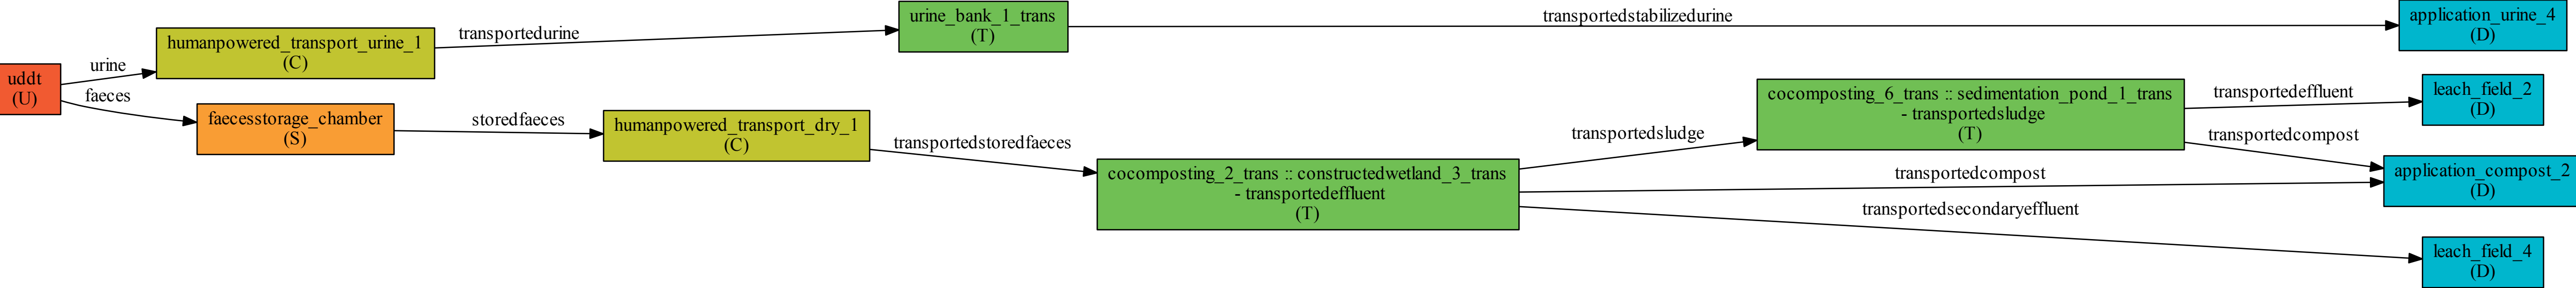 uddt
(U)
urine
faeces
humanpowered_transport_urine_1
(C)
faecesstorage_chamber
(S)
transportedurine
storedfaeces
humanpowered_transport_dry_1
(C)
urine_bank_1_trans
(T)
transportedstoredfaeces
cocomposting_2_trans :: constructedwetland_3_trans
- transportedeffluent
(T)
transportedstabilizedurine
transportedsludge
transportedcompost
transportedsecondaryeffluent
cocomposting_6_trans :: sedimentation_pond_1_trans
- transportedsludge
(T)
transportedeffluent
transportedcompost
application_urine_4
(D)
leach_field_2
(D)
application_compost_2
(D)
leach_field_4
(D)